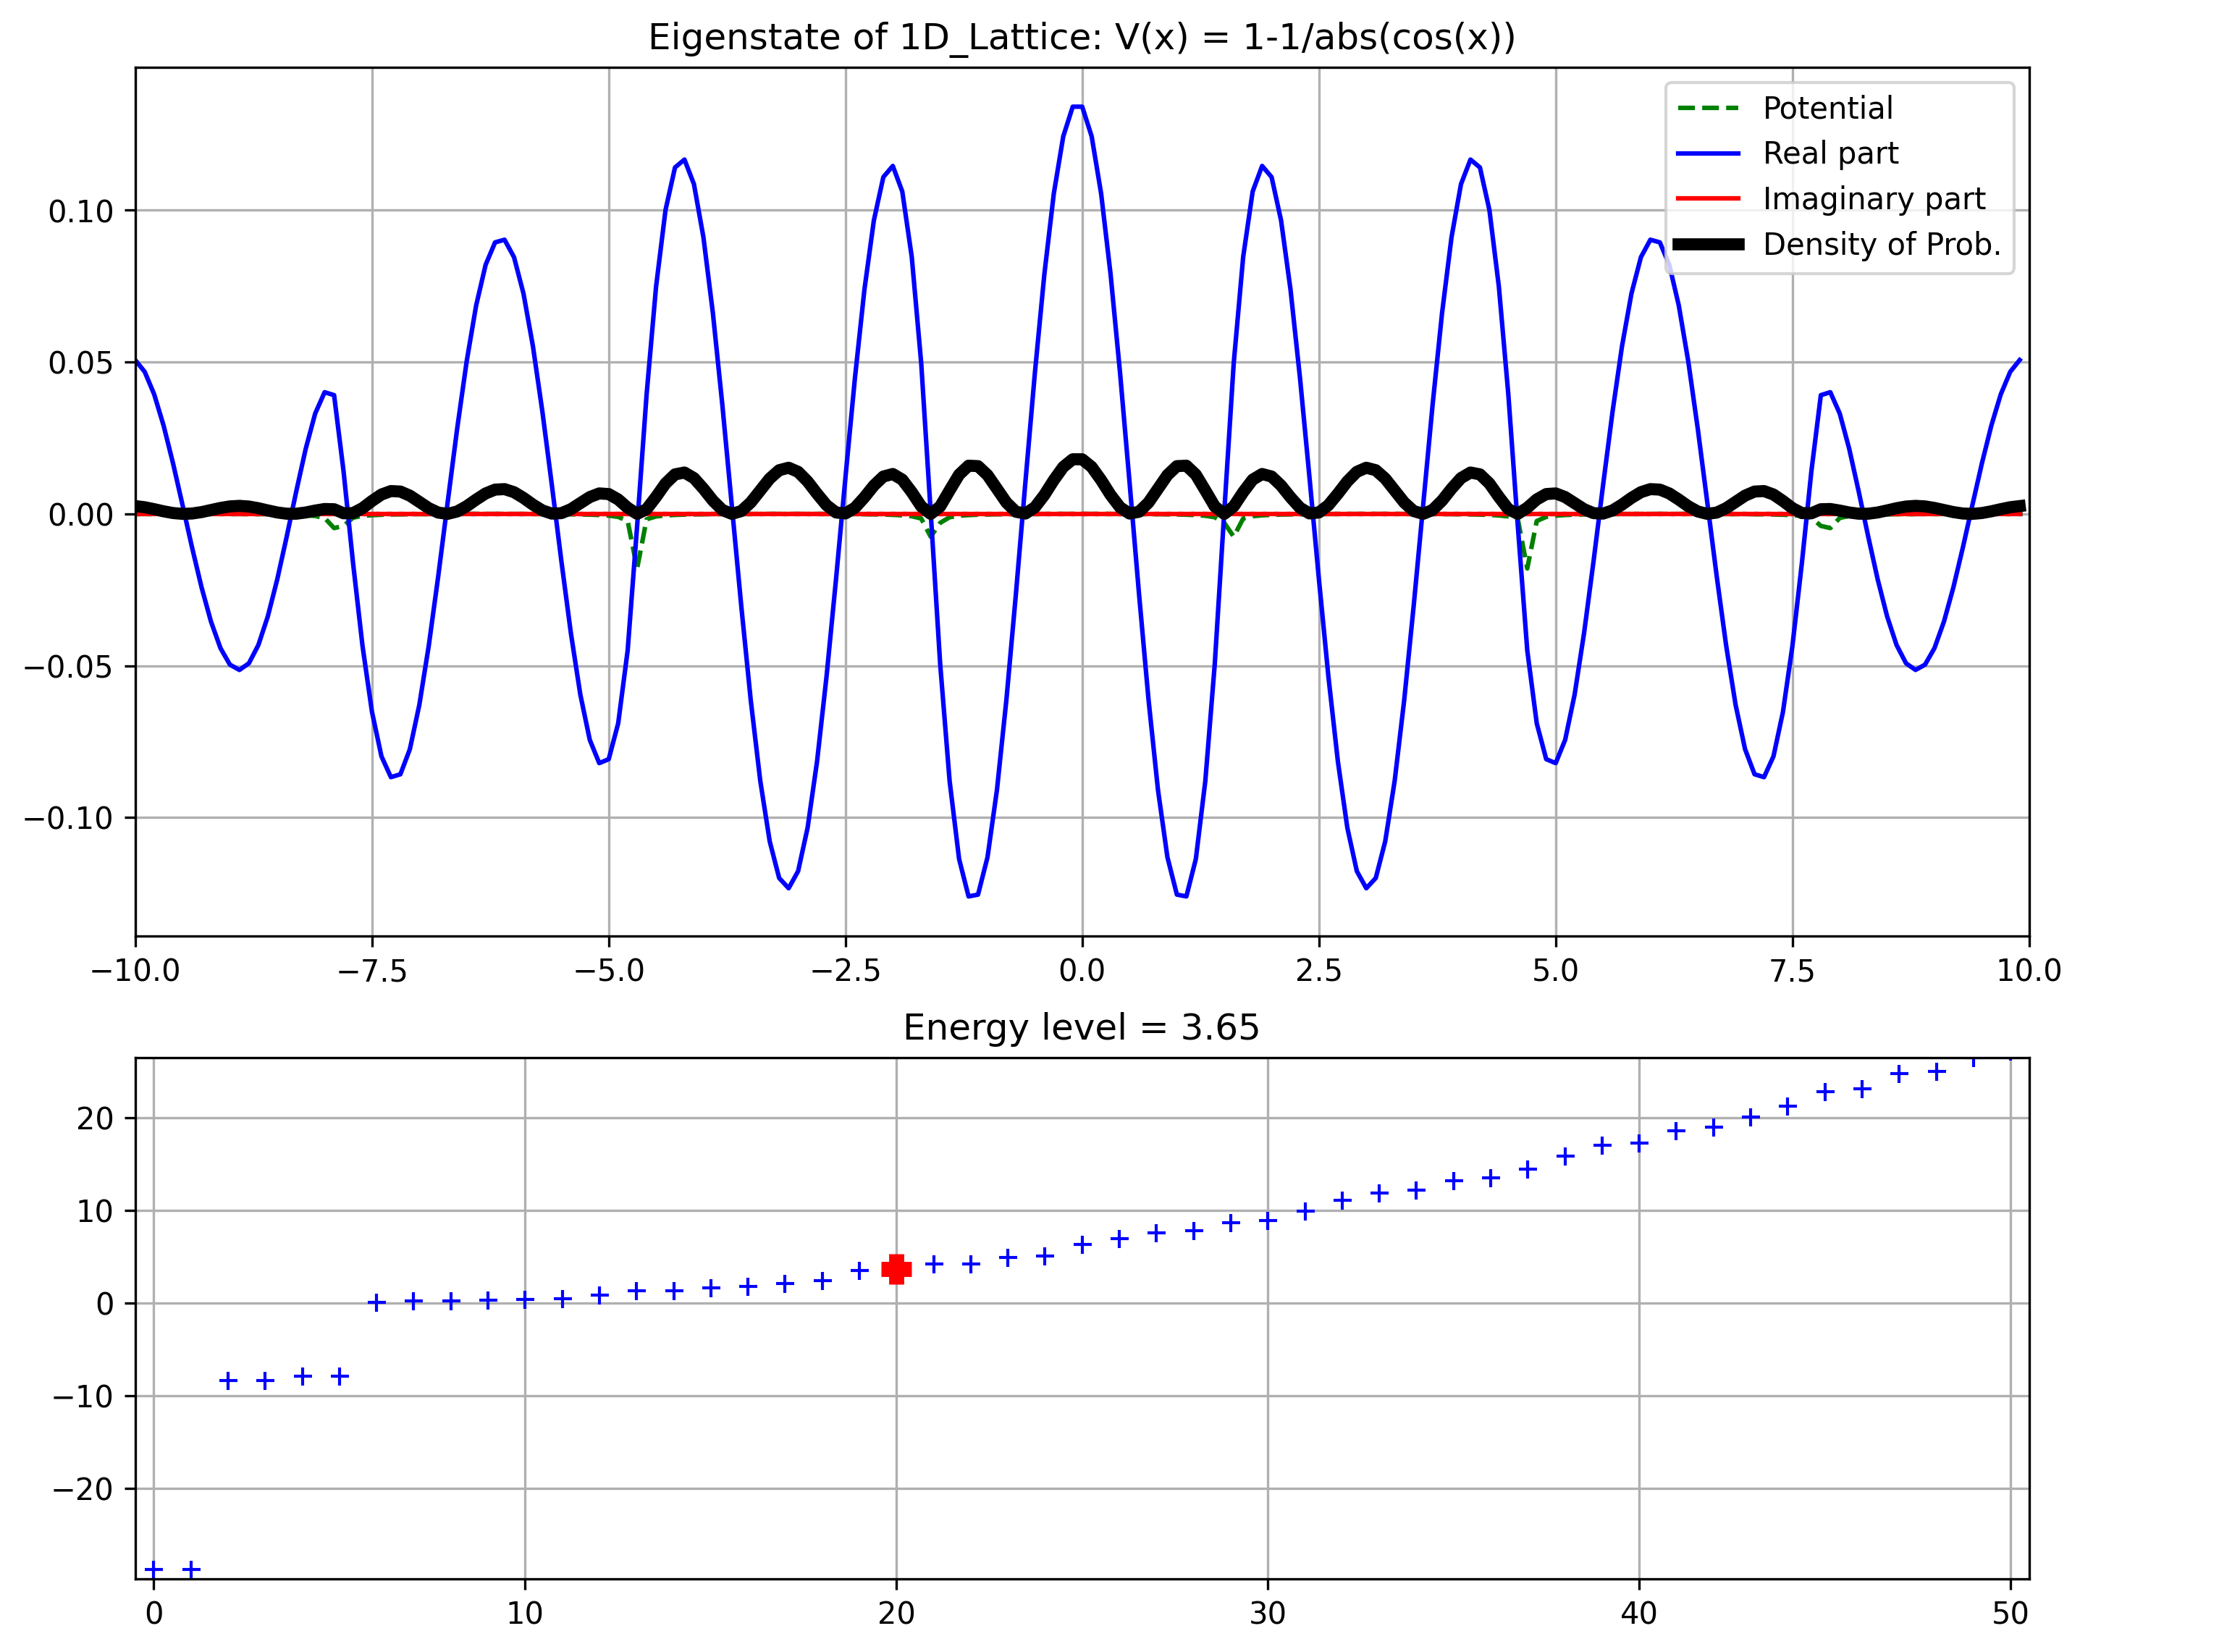 Eigenstate of 1D_Lattice: V(x) = 1-1/abs(cos(x))
Potential
Real part
Imaginary part
Density of Prob.
0.10
0.05
0.00
−0.05
−0.10
−10.0 −7.5 −5.0 −2.5 0.0 2.5 5.0 7.5 10.0
Energy level = 3.65
20
10
0
−10
−20
0 10 20 30 40 50